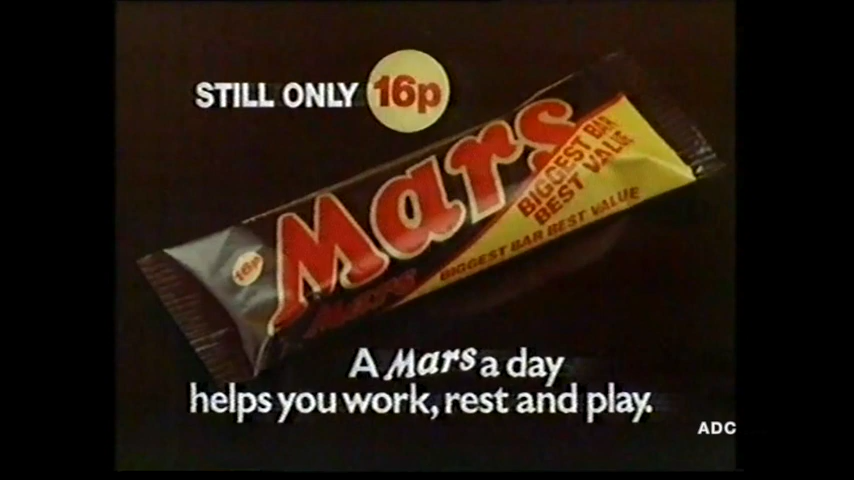 STILL ONLY 16p
Mars
BIGGEST BAR
BEST VALUE
BIGGEST BAR BEST VALUE
16p
Mars
A Mars a day
helps you work, rest and play.
ADC